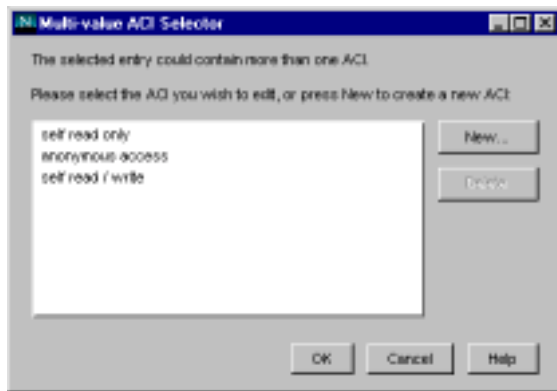 Multi-value ACI Selector
The selected entry could contain more than one ACI.
Please select the ACI you wish to edit, or press New to create a new ACI:
self read only
anonymous access
self read / write
New...
Delete
OK
Cancel
Help